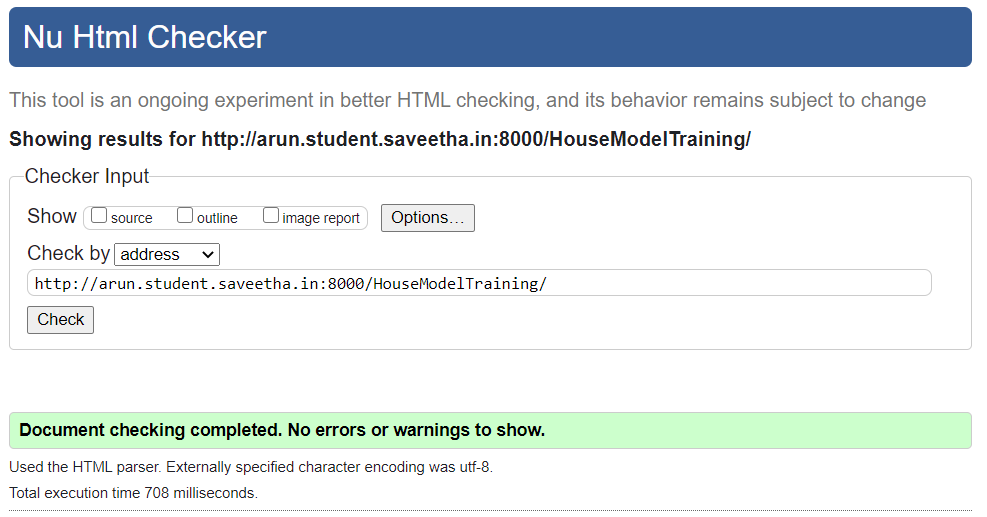 Nu Html Checker
This tool is an ongoing experiment in better HTML checking, and its behavior remains subject to change
Showing results for http://arun.student.saveetha.in:8000/HouseModelTraining/
Checker Input
Show source outline image report Options...
Check by address
http://arun.student.saveetha.in:8000/HouseModelTraining/
Check
Document checking completed. No errors or warnings to show.
Used the HTML parser. Externally specified character encoding was utf-8.
Total execution time 708 milliseconds.